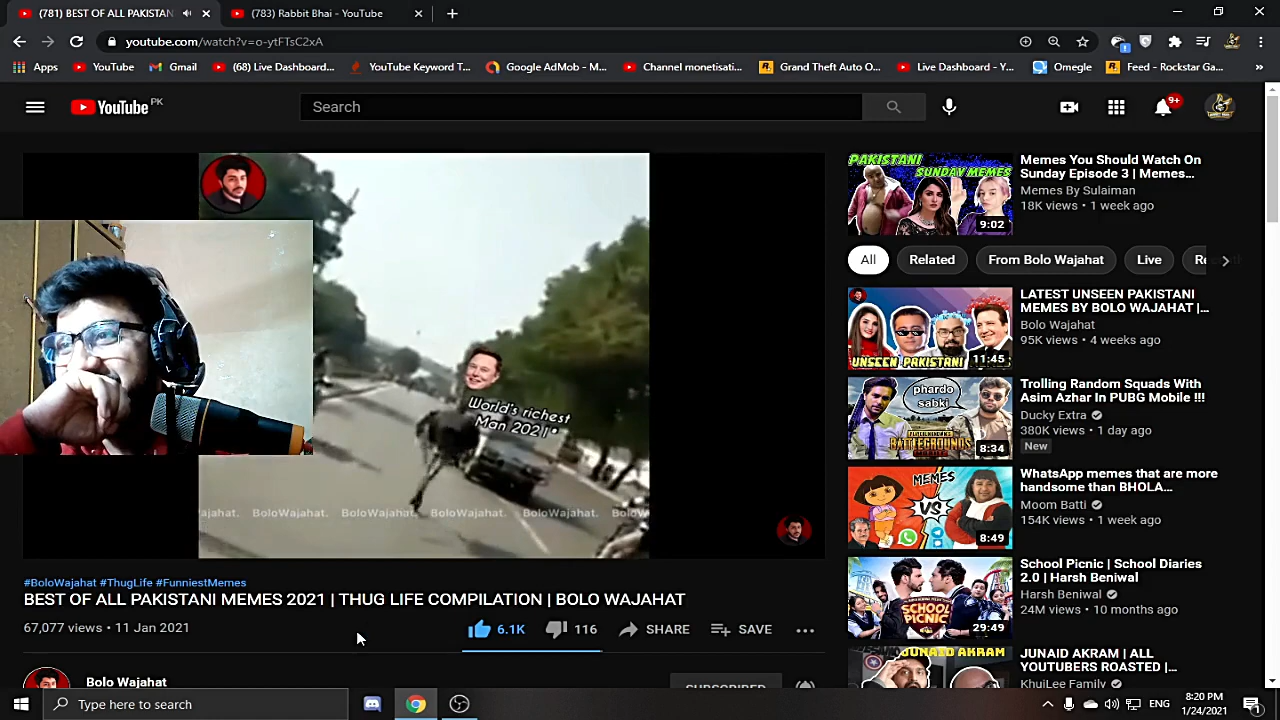 (781) BEST OF ALL PAKISTAN
(783) Rabbit Bhai - YouTube
youtube.com/watch?v=o-ytFTsC2xA
Apps
YouTube
Gmail
(68) Live Dashboard...
YouTube Keyword T...
Google AdMob - M...
Channel monetisati...
Grand Theft Auto O...
Live Dashboard - Y...
Omegle
Feed - Rockstar Ga...
YouTube PK
Search
9+
World's richest
Man 2021*
ajahat. BoloWajahat. BoloWajahat. BoloWajahat. BoloWajahat. BoloW
#BoloWajahat #ThugLife #FunniestMemes
BEST OF ALL PAKISTANI MEMES 2021 | THUG LIFE COMPILATION | BOLO WAJAHAT
67,077 views • 11 Jan 2021
6.1K
116
SHARE
SAVE
Bolo Wajahat
SUBSCRIBED
PAKISTANI
SUNDAY MEMES
9:02
Memes You Should Watch On
Sunday Episode 3 | Memes...
Memes By Sulaiman
18K views • 1 week ago
All
Related
From Bolo Wajahat
Live
Re
UNSEEN PAKISTANI
11:45
LATEST UNSEEN PAKISTANI
MEMES BY BOLO WAJAHAT |...
Bolo Wajahat
95K views • 4 weeks ago
phardo
sabki
BATTLEGROUNDS
8:34
Trolling Random Squads With
Asim Azhar In PUBG Mobile !!!
Ducky Extra
380K views • 1 day ago
New
MEMES
VS
8:49
WhatsApp memes that are more
handsome than BHOLA...
Moom Batti
154K views • 1 week ago
SCHOOL
PICNIC
29:49
School Picnic | School Diaries
2.0 | Harsh Beniwal
Harsh Beniwal
24M views • 10 months ago
JUNAID AKRAM
JUNAID AKRAM | ALL
YOUTUBERS ROASTED |...
KhujLee Family
Type here to search
ENG
8:20 PM
1/24/2021
1